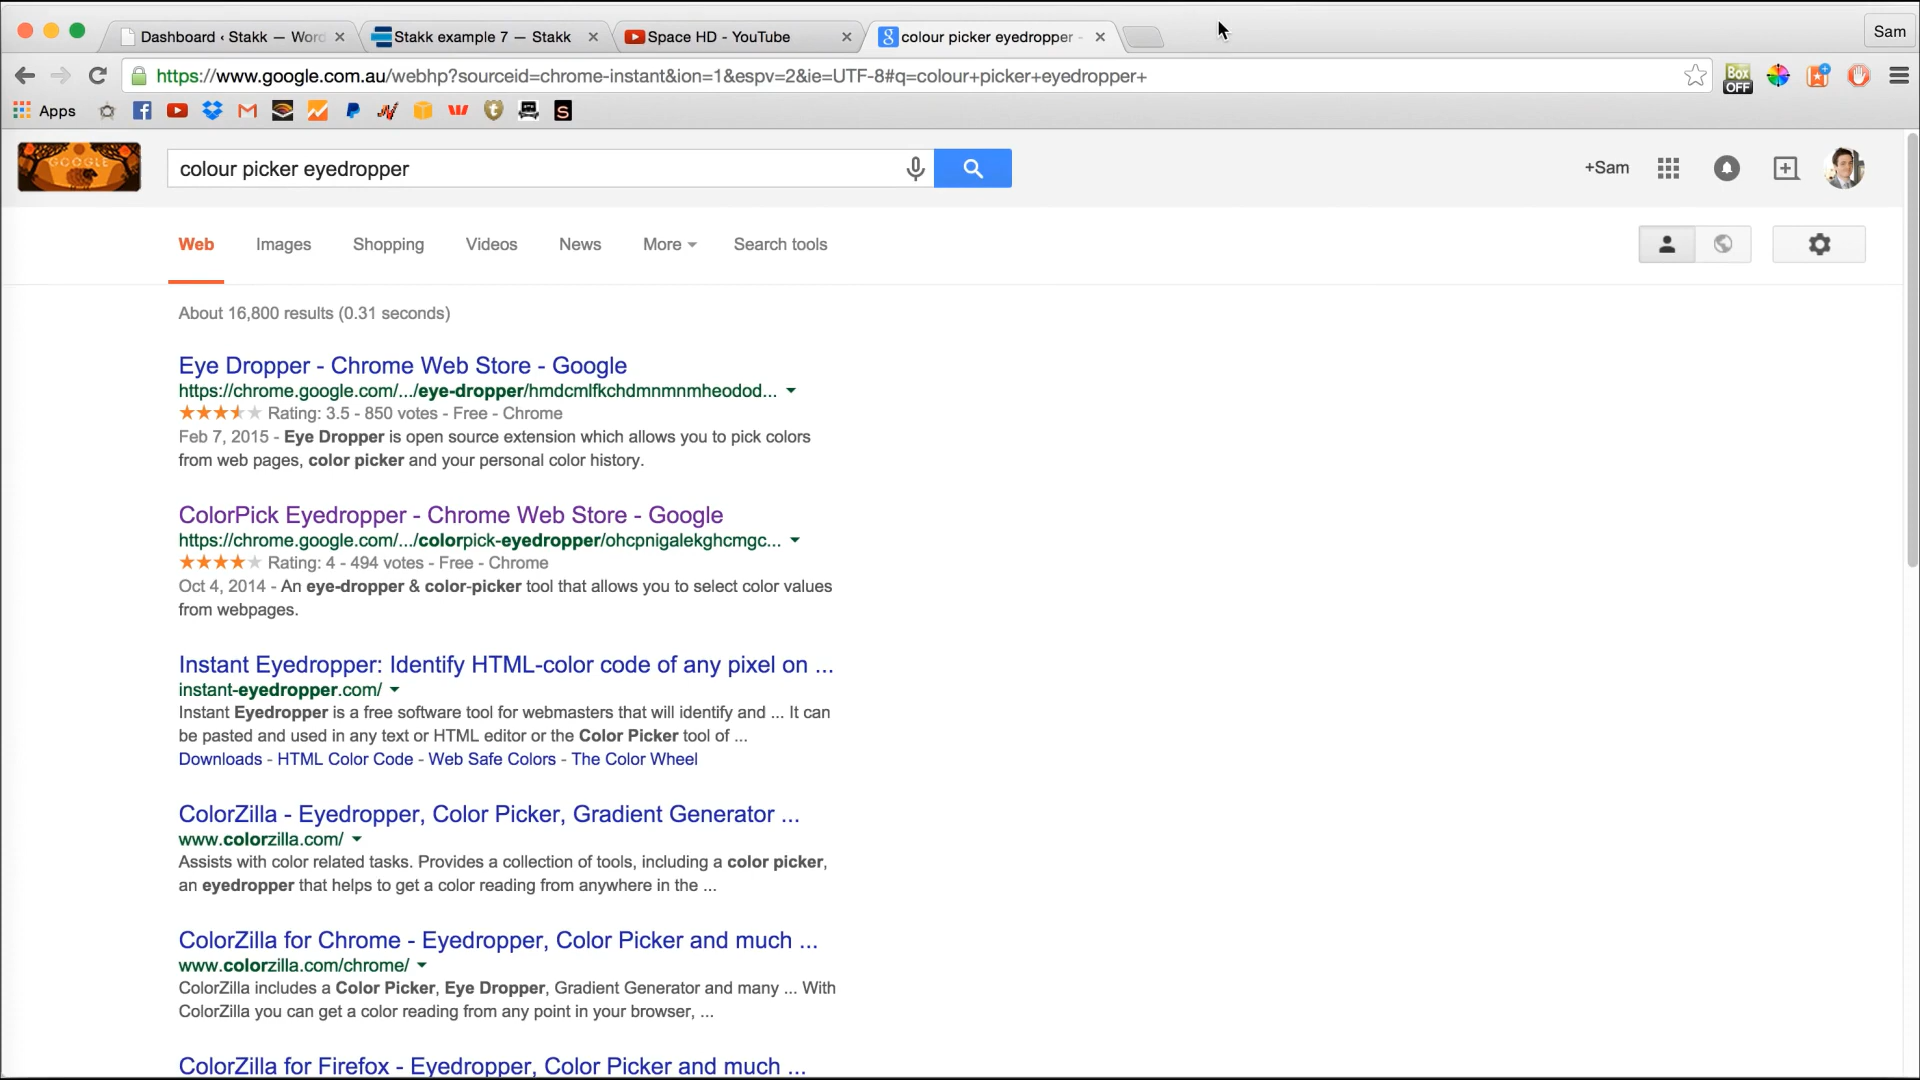 Dashboard ‹ Stakk — Word
Stakk example 7 — Stakk
Space HD - YouTube
colour picker eyedropper -
Sam
https://www.google.com.au/webhp?sourceid=chrome-instant&ion=1&espv=2&ie=UTF-8#q=colour+picker+eyedropper+
Box
OFF
Apps
GOOGLE
colour picker eyedropper
+Sam
Web
Images
Shopping
Videos
News
More
Search tools
About 16,800 results (0.31 seconds)
Eye Dropper - Chrome Web Store - Google
https://chrome.google.com/.../eye-dropper/hmdcmlfkchdmnmnmheodod...
Rating: 3.5 - 850 votes - Free - Chrome
Feb 7, 2015 - Eye Dropper is open source extension which allows you to pick colors
from web pages, color picker and your personal color history.
ColorPick Eyedropper - Chrome Web Store - Google
https://chrome.google.com/.../colorpick-eyedropper/ohcpnigalekghcmgc...
Rating: 4 - 494 votes - Free - Chrome
Oct 4, 2014 - An eye-dropper & color-picker tool that allows you to select color values
from webpages.
Instant Eyedropper: Identify HTML-color code of any pixel on ...
instant-eyedropper.com/
Instant Eyedropper is a free software tool for webmasters that will identify and ... It can
be pasted and used in any text or HTML editor or the Color Picker tool of ...
Downloads - HTML Color Code - Web Safe Colors - The Color Wheel
ColorZilla - Eyedropper, Color Picker, Gradient Generator ...
www.colorzilla.com/
Assists with color related tasks. Provides a collection of tools, including a color picker,
an eyedropper that helps to get a color reading from anywhere in the ...
ColorZilla for Chrome - Eyedropper, Color Picker and much ...
www.colorzilla.com/chrome/
ColorZilla includes a Color Picker, Eye Dropper, Gradient Generator and many ... With
ColorZilla you can get a color reading from any point in your browser, ...
ColorZilla for Firefox - Eyedropper, Color Picker and much ...